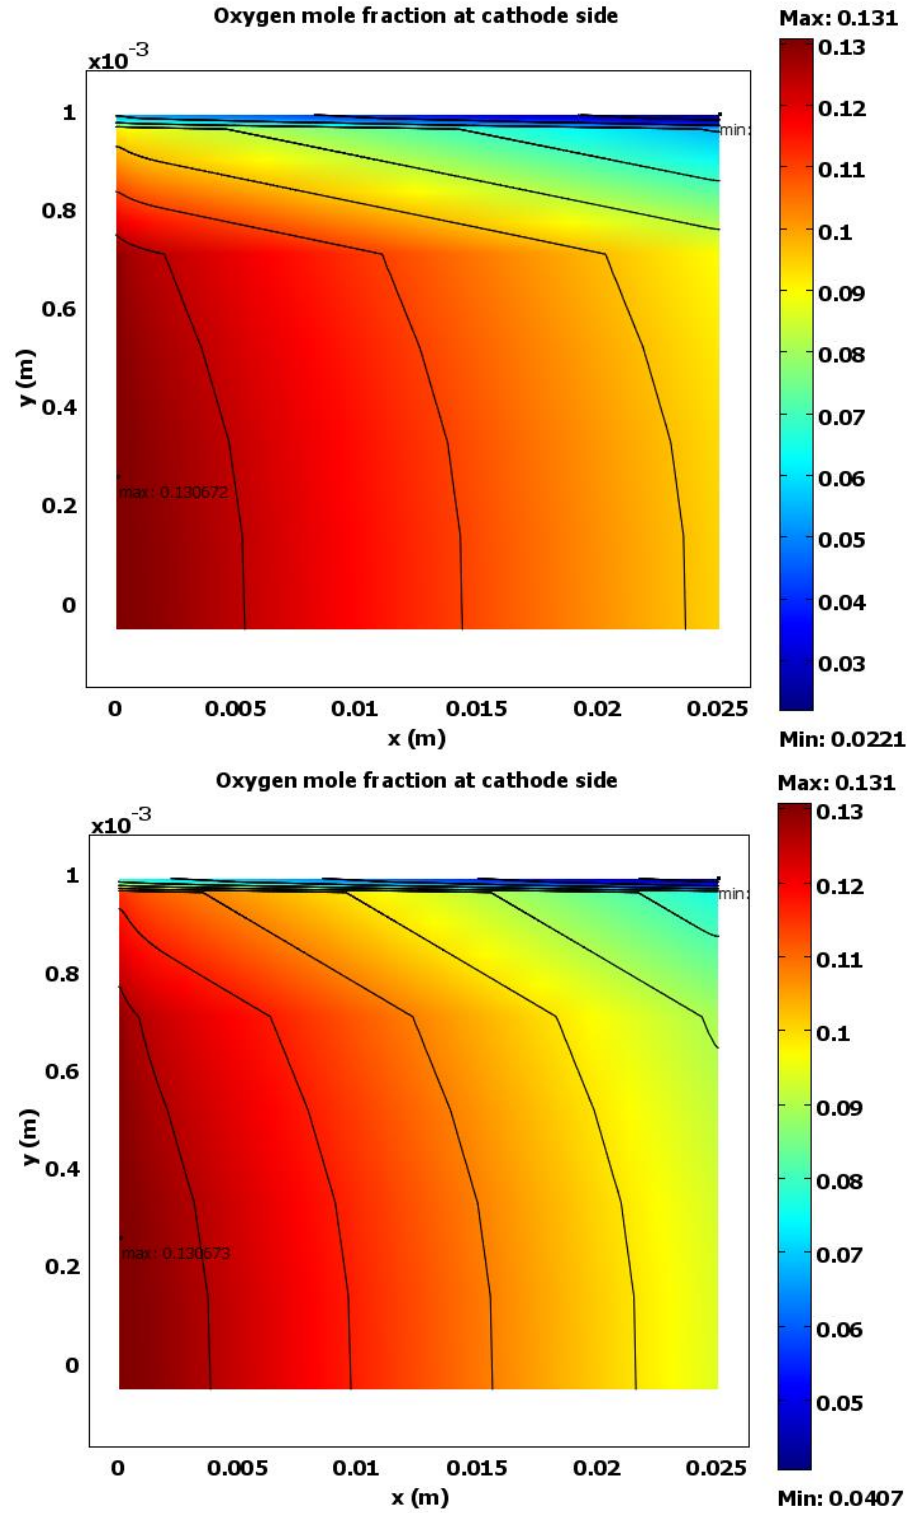 Oxygen mole fraction at cathode side
Max: 0.131
x10-3
1
0.8
0.6
0.4
0.2
0
y (m)
min:
max: 0.130672
0.13
0.12
0.11
0.1
0.09
0.08
0.07
0.06
0.05
0.04
0.03
0 0.005 0.01 0.015 0.02 0.025
x (m)
Min: 0.0221
Oxygen mole fraction at cathode side
Max: 0.131
x10-3
1
0.8
0.6
0.4
0.2
0
y (m)
min:
max: 0.130673
0.13
0.12
0.11
0.1
0.09
0.08
0.07
0.06
0.05
0 0.005 0.01 0.015 0.02 0.025
x (m)
Min: 0.0407